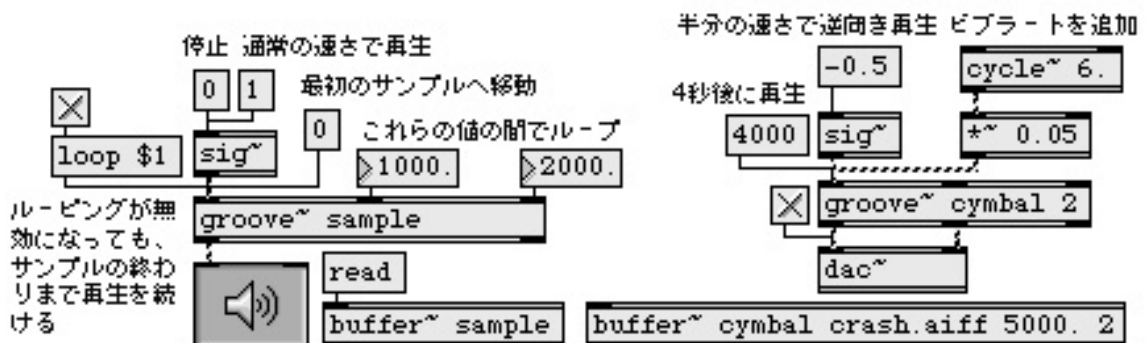 停止 通常の速さで再生
0
1
最初のサンプルへ移動
0
これらの値の間でループ
loop $1
sig~
1000.
2000.
groove~ sample
ルーピングが無
効になっても、
サンプルの終わ
りまで再生を続
ける
read
buffer~ sample
半分の速さで逆向き再生 ビブラートを追加
-0.5
cycle~ 6.
4秒後に再生
4000
sig~
*~ 0.05
groove~ cymbal 2
dac~
buffer~ cymbal crash.aiff 5000. 2